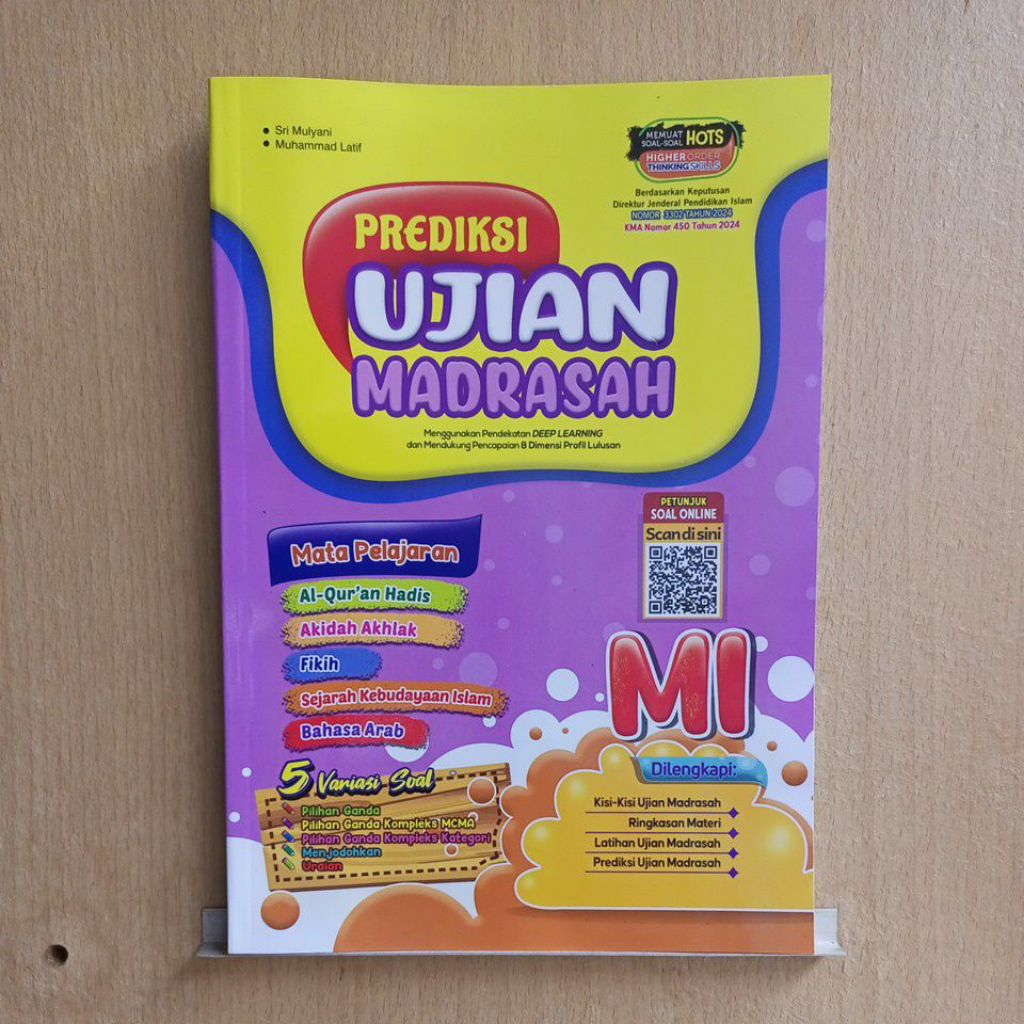 Sri Mulyani
Muhammad Latif
MEMUAT
SOAL-SOAL HOTS
HIGHER ORDER
THINKING SKILLS
Berdasarkan Keputusan
Direktur Jenderal Pendidikan Islam
NOMOR 3302 TAHUN 2024
KMA Nomor 450 Tahun 2024
PREDIKSI
UJIAN
MADRASAH
Menggunakan Pendekatan DEEP LEARNING
dan Mendukung Pencapaian 8 Dimensi Profil Lulusan
PETUNJUK
SOAL ONLINE
Scan di sini
Mata Pelajaran
Al-Qur'an Hadis
Akidah Akhlak
Fikih
Sejarah Kebudayaan Islam
Bahasa Arab
MI
5 Variasi Soal
Pilihan Ganda
Pilihan Ganda Kompleks MCMA
Pilihan Ganda Kompleks Kategori
Menjodohkan
Uraian
Dilengkapi:
Kisi-Kisi Ujian Madrasah
Ringkasan Materi
Latihan Ujian Madrasah
Prediksi Ujian Madrasah